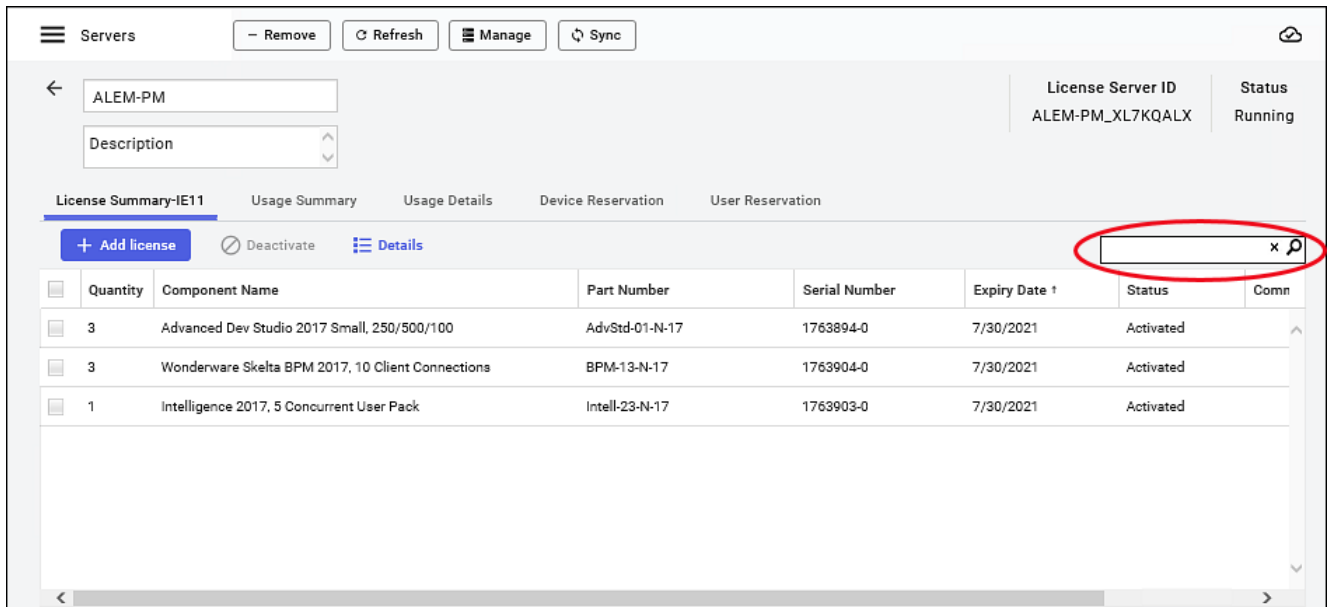 Servers − Remove Refresh Manage Sync
ALEM-PM
License Server ID Status
ALEM-PM_XL7KQALX Running
Description
License Summary-IE11 Usage Summary Usage Details Device Reservation User Reservation
+ Add license Deactivate Details ×
Quantity Component Name Part Number Serial Number Expiry Date ↑ Status Comn
3 Advanced Dev Studio 2017 Small, 250/500/100 AdvStd-01-N-17 1763894-0 7/30/2021 Activated
3 Wonderware Skelta BPM 2017, 10 Client Connections BPM-13-N-17 1763904-0 7/30/2021 Activated
1 Intelligence 2017, 5 Concurrent User Pack Intell-23-N-17 1763903-0 7/30/2021 Activated